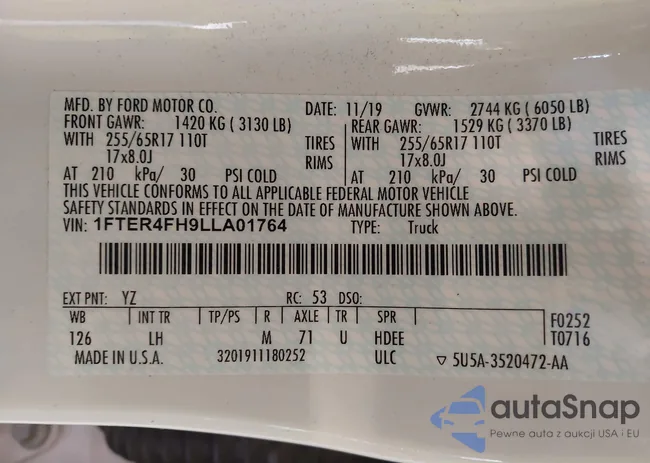 MFD. BY FORD MOTOR CO. DATE: 11/19 GVWR: 2744 KG ( 6050 LB)
FRONT GAWR: 1420 KG ( 3130 LB) REAR GAWR: 1529 KG ( 3370 LB)
WITH 255/65R17 110T TIRES WITH 255/65R17 110T TIRES
17x8.0J RIMS 17x8.0J RIMS
AT 210 kPa/ 30 PSI COLD AT 210 kPa/ 30 PSI COLD
THIS VEHICLE CONFORMS TO ALL APPLICABLE FEDERAL MOTOR VEHICLE
SAFETY STANDARDS IN EFFECT ON THE DATE OF MANUFACTURE SHOWN ABOVE.
VIN: 1FTER4FH9LLA01764 TYPE: Truck
EXT PNT: YZ RC: 53 DSO:
WB INT TR TP/PS R AXLE TR SPR F0252
126 LH M 71 U HDEE T0716
MADE IN U.S.A. 3201911180252 ULC ▽ 5U5A-3520472-AA
autaSnap
Pewne auta z aukcji USA i EU